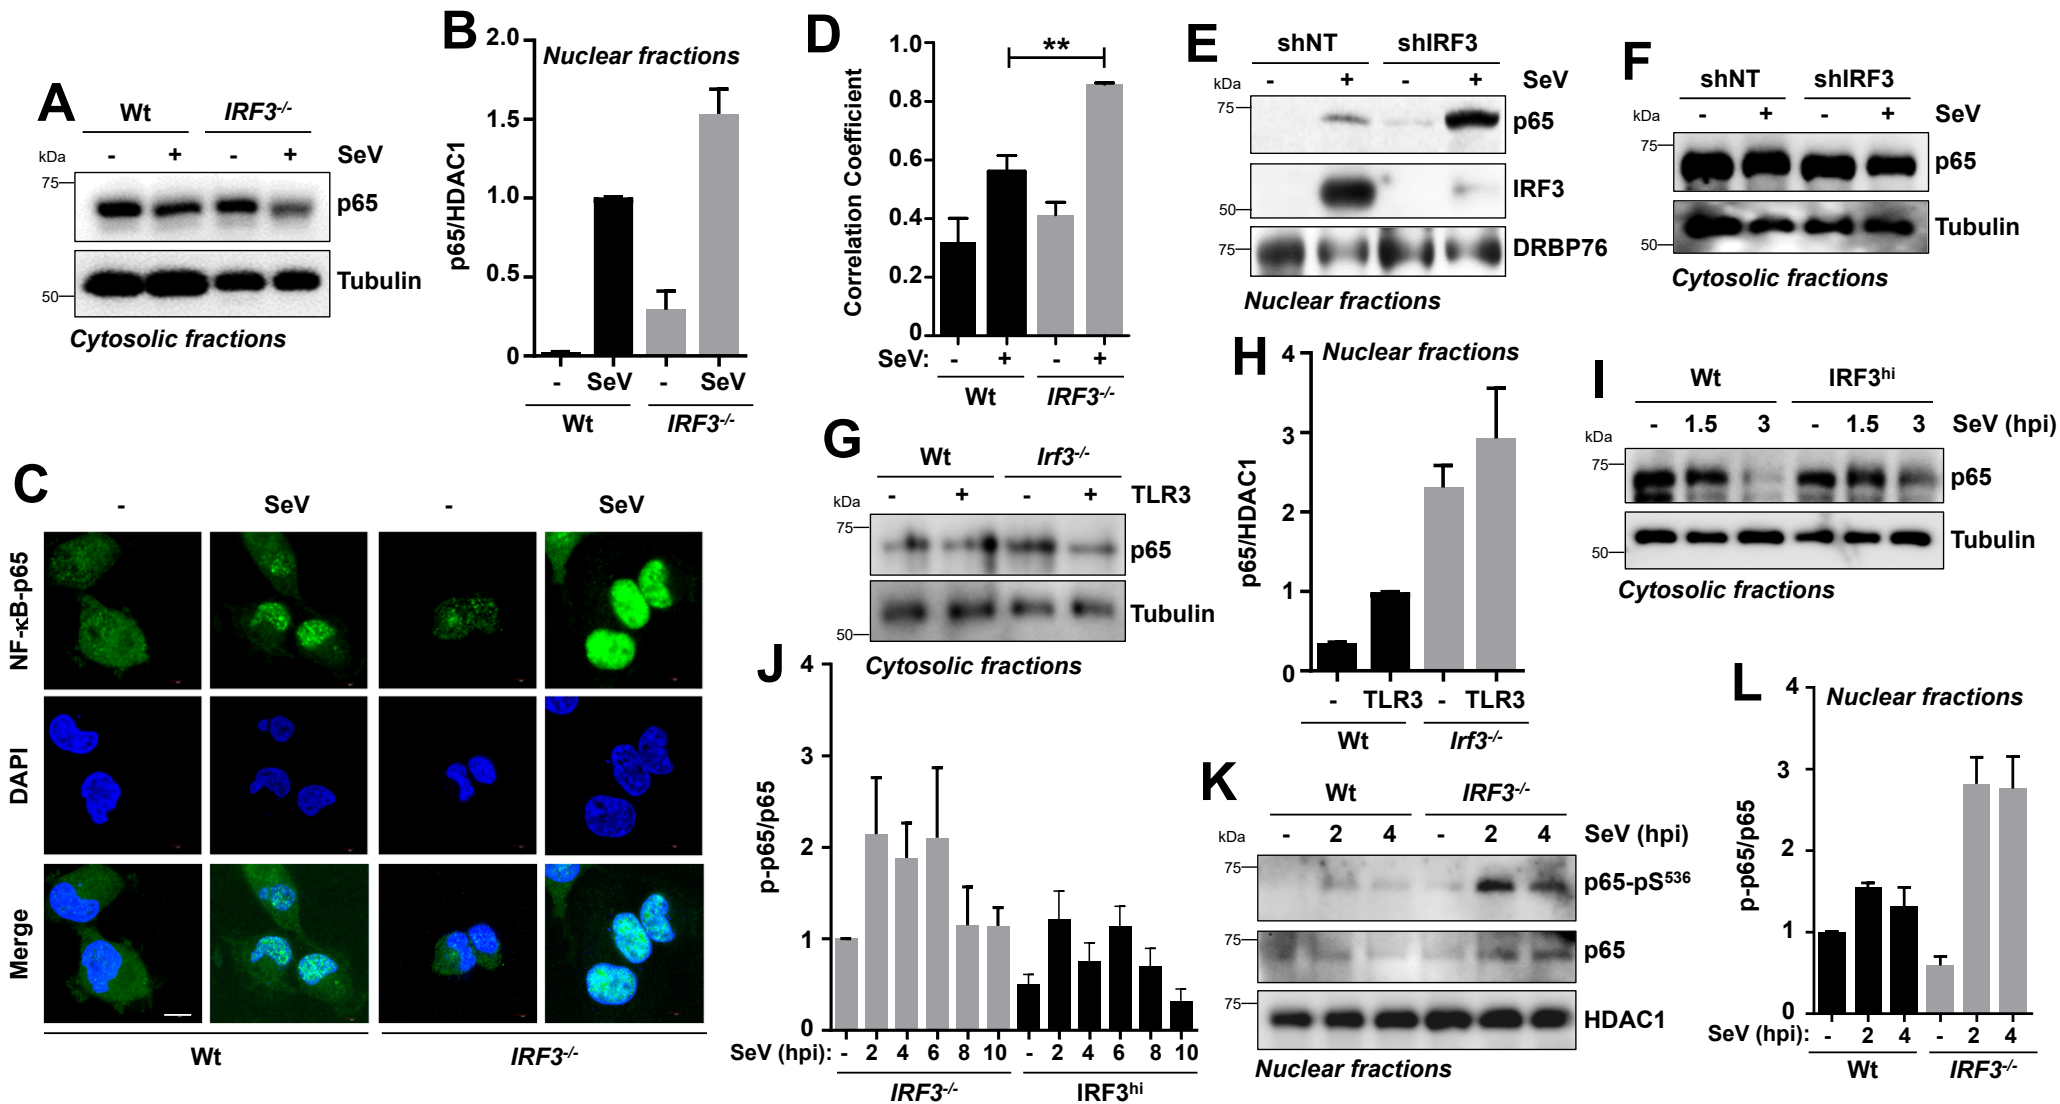 A
Wt IRF3-/-
kDa - + - + SeV
75 p65
50 Tubulin
Cytosolic fractions
B
Nuclear fractions
p65/HDAC1
2.0
1.5
1.0
0.5
0
- SeV - SeV
Wt IRF3-/-
C
- SeV - SeV
NF-κB-p65
DAPI
Merge
Wt IRF3-/-
D
**
Correlation Coefficient
1.0
0.8
0.6
0.4
0.2
0
SeV: - + - +
Wt IRF3-/-
E
shNT shIRF3
kDa - + - + SeV
75 p65
IRF3
50
75 DRBP76
Nuclear fractions
F
shNT shIRF3
kDa - + - + SeV
75 p65
Tubulin
50
Cytosolic fractions
G
Wt Irf3-/-
- + - + TLR3
kDa
75 p65
Tubulin
50
Cytosolic fractions
H
Nuclear fractions
p65/HDAC1
4
3
2
1
0
- TLR3 - TLR3
Wt Irf3-/-
I
Wt IRF3hi
- 1.5 3 - 1.5 3 SeV (hpi)
kDa
75 p65
Tubulin
50
Cytosolic fractions
J
p-p65/p65
4
3
2
1
0
SeV (hpi): - 2 4 6 8 10 - 2 4 6 8 10
IRF3-/- IRF3hi
K
Wt IRF3-/-
kDa - 2 4 - 2 4 SeV (hpi)
75 p65-pS536
75 p65
75 HDAC1
Nuclear fractions
L
Nuclear fractions
p-p65/p65
4
3
2
1
0
SeV (hpi): - 2 4 - 2 4
Wt IRF3-/-